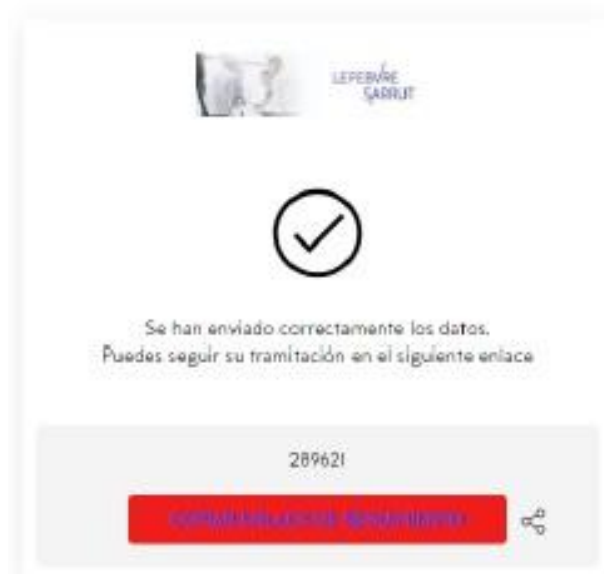 LEFEBVRE
SARRUT
Se han enviado correctamente los datos.
Puedes seguir su tramitación en el siguiente enlace
289621